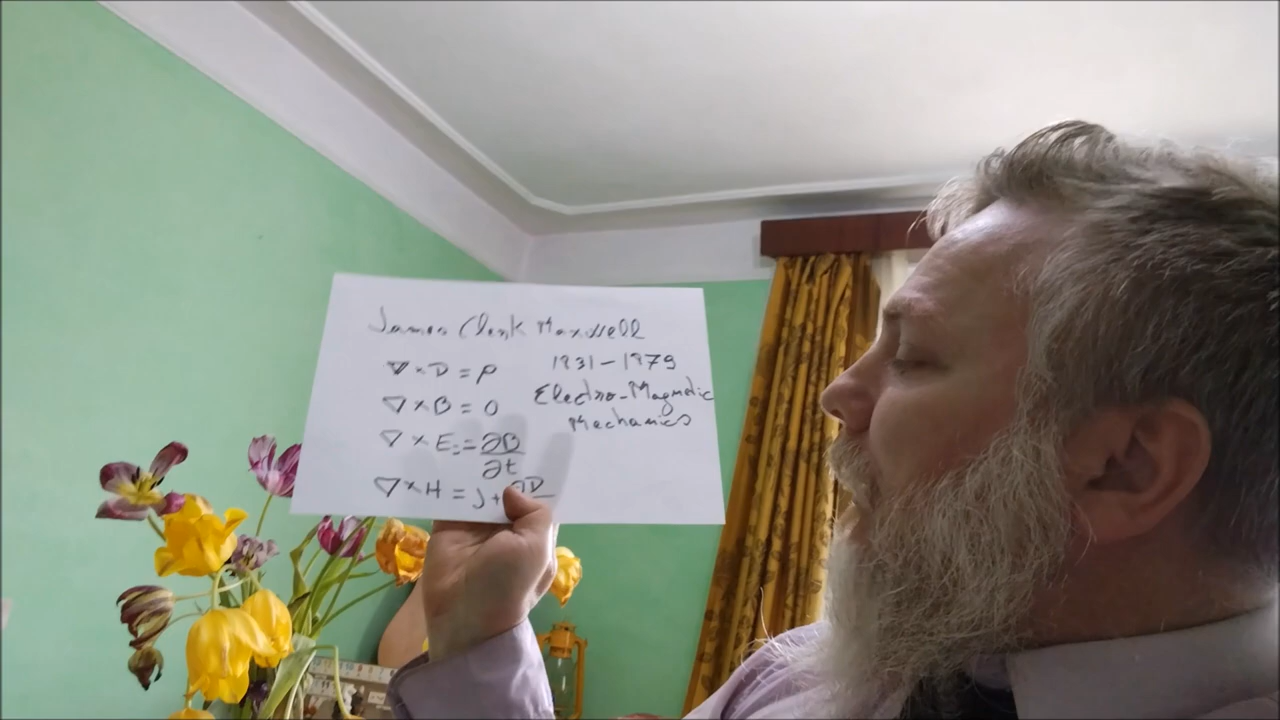 James Clerk Maxwell
∇ × D = ρ
1931 - 1979
∇ × B = 0
Electro-Magnetic
Mechanics
∇ × E = ∂B
∂t
∇ × H = J + ∂D